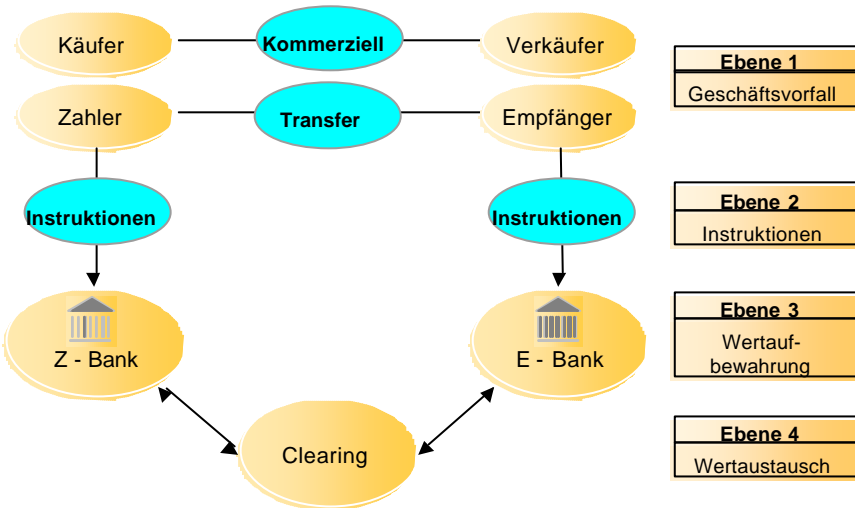 Käufer
Kommerziell
Verkäufer
Ebene 1
Geschäftsvorfall
Zahler
Transfer
Empfänger
Instruktionen
Instruktionen
Ebene 2
Instruktionen
Z - Bank
E - Bank
Ebene 3
Wertauf-
bewahrung
Clearing
Ebene 4
Wertaustausch